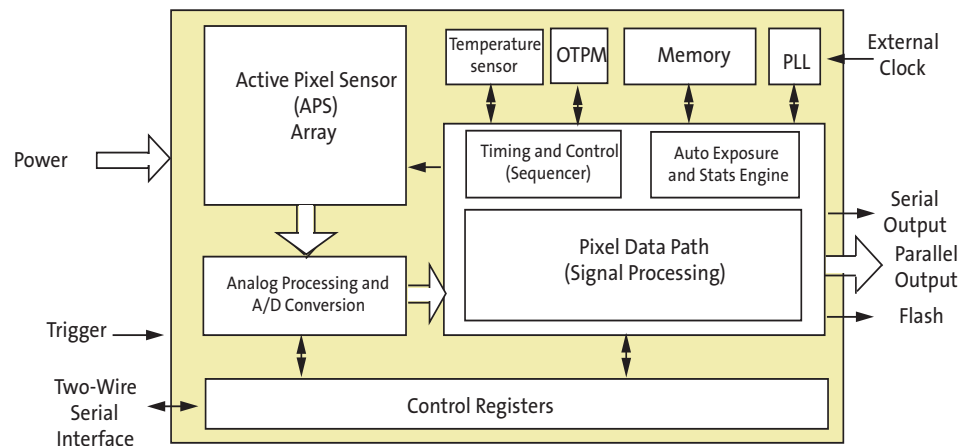 Power
Trigger
Two-Wire
Serial
Interface
Active Pixel Sensor
(APS)
Array
Analog Processing and
A/D Conversion
Temperature
sensor
OTPM
Memory
PLL
External
Clock
Timing and Control
(Sequencer)
Auto Exposure
and Stats Engine
Pixel Data Path
(Signal Processing)
Control Registers
Serial
Output
Parallel
Output
Flash